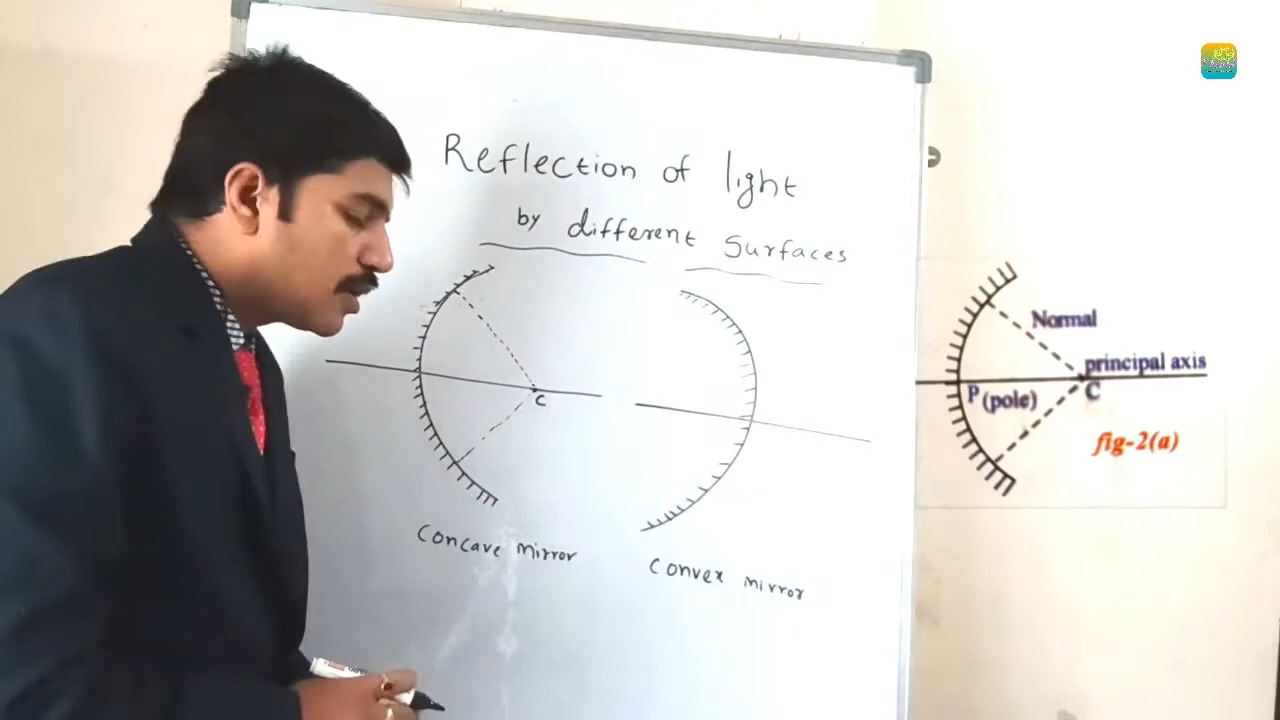 Reflection of light
by different Surfaces
C
Concave mirror
Convex mirror
Normal
principal axis
P (pole)
C
fig-2(a)